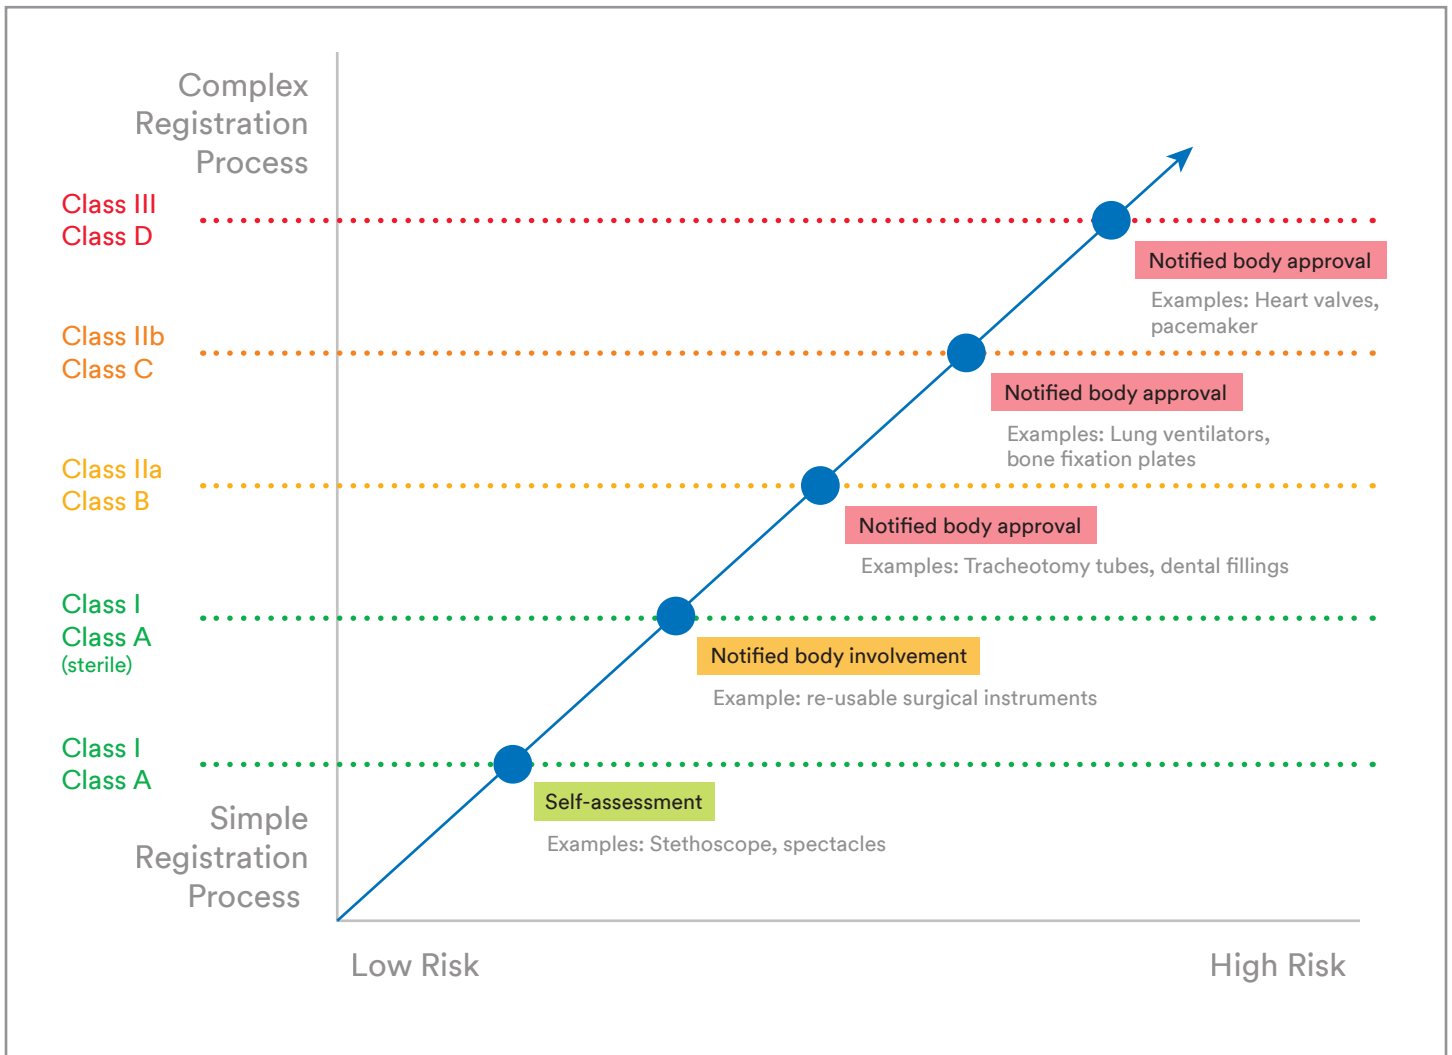 Complex
Registration
Process
Class III
Class D
Notified body approval
Examples: Heart valves,
pacemaker
Class IIb
Class C
Notified body approval
Examples: Lung ventilators,
bone fixation plates
Class IIa
Class B
Notified body approval
Examples: Tracheotomy tubes, dental fillings
Class I
Class A
(sterile)
Notified body involvement
Example: re-usable surgical instruments
Class I
Class A
Self-assessment
Examples: Stethoscope, spectacles
Simple
Registration
Process
Low Risk
High Risk